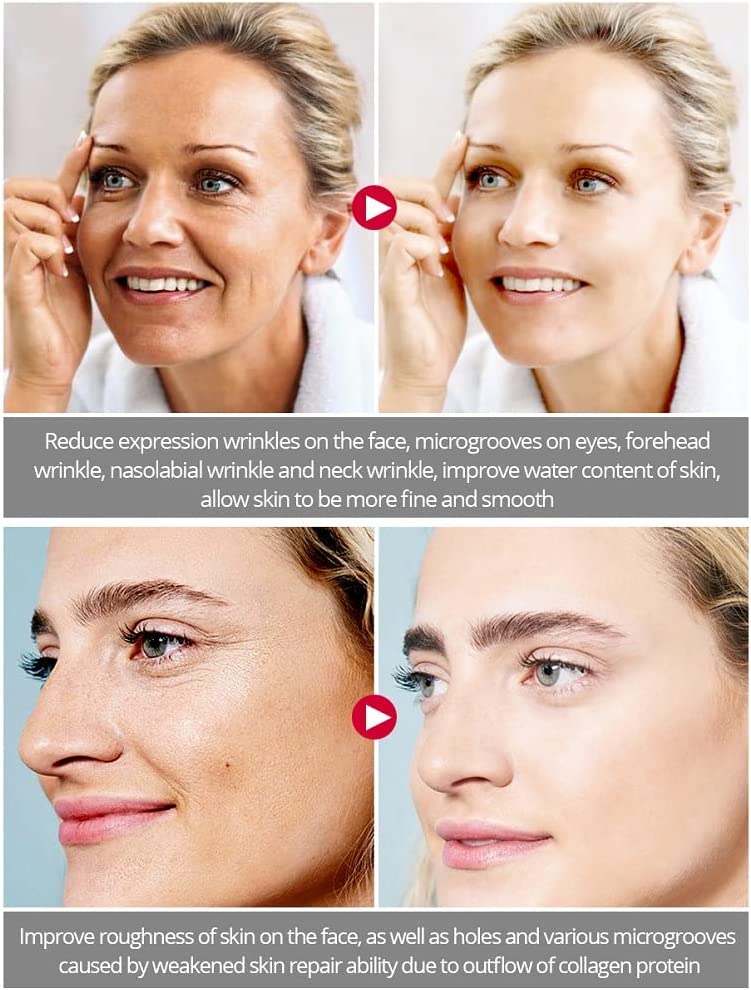 Reduce expression wrinkles on the face, microgrooves on eyes, forehead
wrinkle, nasolabial wrinkle and neck wrinkle, improve water content of skin,
allow skin to be more fine and smooth
Improve roughness of skin on the face, as well as holes and various microgrooves
caused by weakened skin repair ability due to outflow of collagen protein